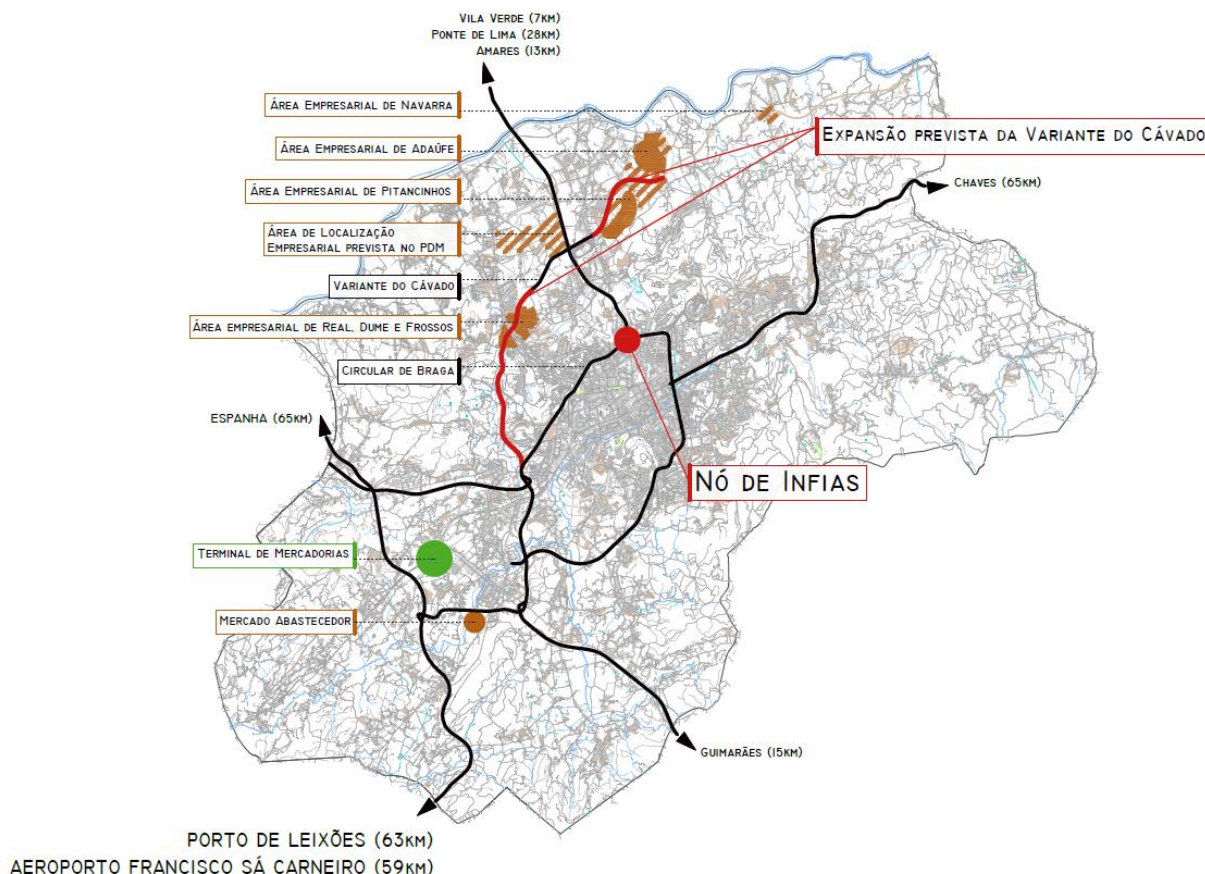 Vila Verde (7km)
Ponte de Lima (28km)
Amares (13km)
Área Empresarial de Navarra
Expansão prevista da Variante do Cávado
Área Empresarial de Adaúfe
Chaves (65km)
Área Empresarial de Pitancinhos
Área de Localização
Empresarial prevista no PDM
Variante do Cávado
Área empresarial de Real, Dume e Frossos
Circular de Braga
ESPANHA (65km)
Nó de Infias
Terminal de Mercadorias
Mercado Abastecedor
Guimarães (15km)
PORTO DE LEIXÕES (63km)
AEROPORTO FRANCISCO SÁ CARNEIRO (59km)